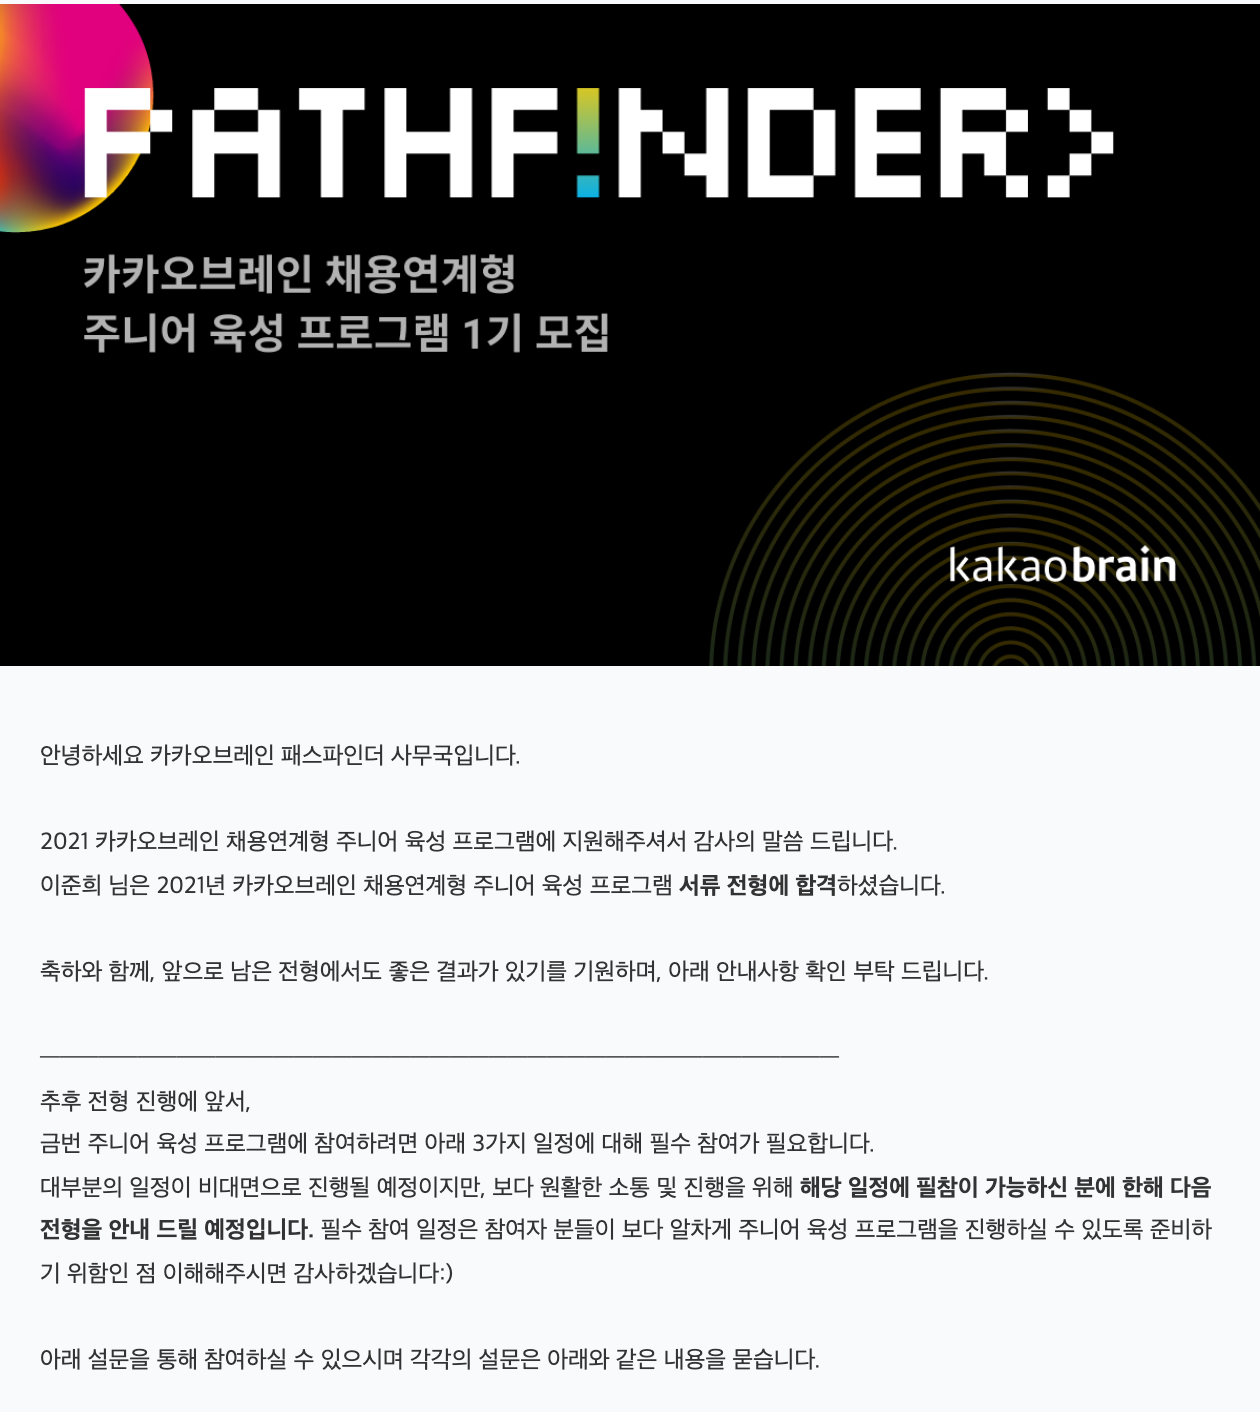 PATHF!NDER>
카카오브레인 채용연계형
주니어 육성 프로그램 1기 모집
kakaobrain
안녕하세요 카카오브레인 패스파인더 사무국입니다.
2021 카카오브레인 채용연계형 주니어 육성 프로그램에 지원해주셔서 감사의 말씀 드립니다.
이준희 님은 2021년 카카오브레인 채용연계형 주니어 육성 프로그램 서류 전형에 합격하셨습니다.
축하와 함께, 앞으로 남은 전형에서도 좋은 결과가 있기를 기원하며, 아래 안내사항 확인 부탁 드립니다.
추후 전형 진행에 앞서,
금번 주니어 육성 프로그램에 참여하려면 아래 3가지 일정에 대해 필수 참여가 필요합니다.
대부분의 일정이 비대면으로 진행될 예정이지만, 보다 원활한 소통 및 진행을 위해 해당 일정에 필참이 가능하신 분에 한해 다음
전형을 안내 드릴 예정입니다. 필수 참여 일정은 참여자 분들이 보다 알차게 주니어 육성 프로그램을 진행하실 수 있도록 준비하
기 위함인 점 이해해주시면 감사하겠습니다:)
아래 설문을 통해 참여하실 수 있으시며 각각의 설문은 아래와 같은 내용을 묻습니다.